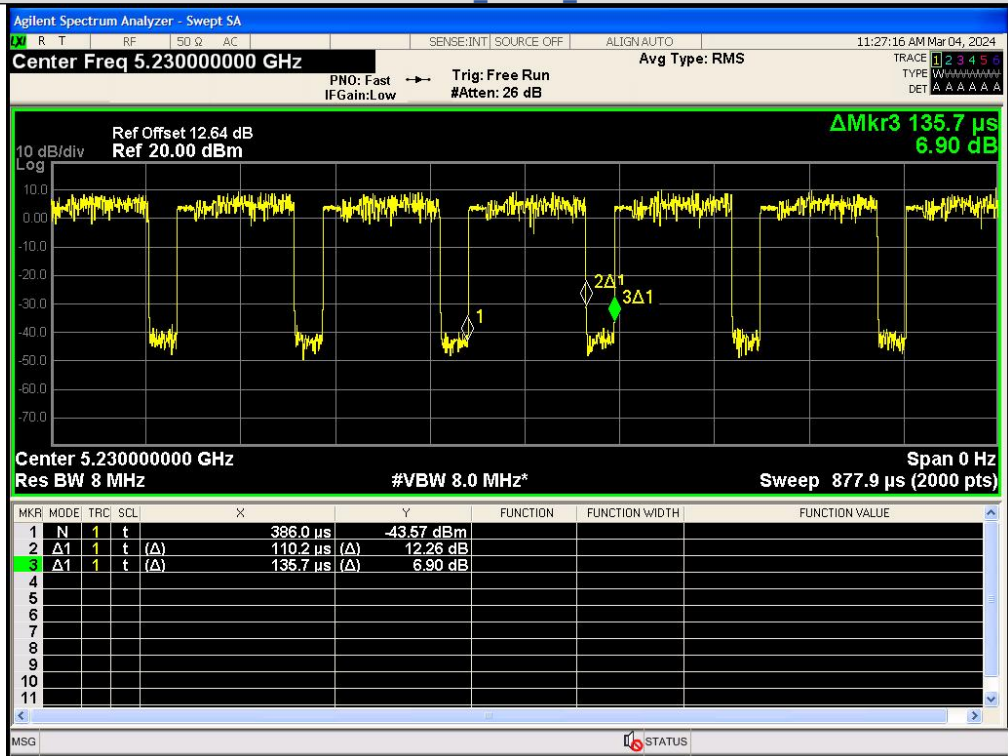 Agilent Spectrum Analyzer - Swept SA
LXI R T RF 50 Ω AC SENSE:INT SOURCE OFF ALIGN AUTO 11:27:16 AM Mar 04, 2024
Center Freq 5.230000000 GHz Avg Type: RMS TRACE 1 2 3 4 5 6
PNO: Fast Trig: Free Run TYPE WWWWWW
IFGain:Low #Atten: 26 dB DET A A A A A A
ΔMkr3 135.7 µs
Ref Offset 12.64 dB
10 dB/div Ref 20.00 dBm 6.90 dB
Log
10.0
0.00
-10.0
-20.0
2Δ1
3Δ1
-30.0
1
-40.0
-50.0
-60.0
-70.0
Center 5.230000000 GHz Span 0 Hz
Res BW 8 MHz #VBW 8.0 MHz* Sweep 877.9 µs (2000 pts)
MKR MODE TRC SCL X Y FUNCTION FUNCTION WIDTH FUNCTION VALUE
1 N 1 t 386.0 µs -43.57 dBm
2 Δ1 1 t (Δ) 110.2 µs (Δ) 12.26 dB
3 Δ1 1 t (Δ) 135.7 µs (Δ) 6.90 dB
4
5
6
7
8
9
10
11
MSG STATUS